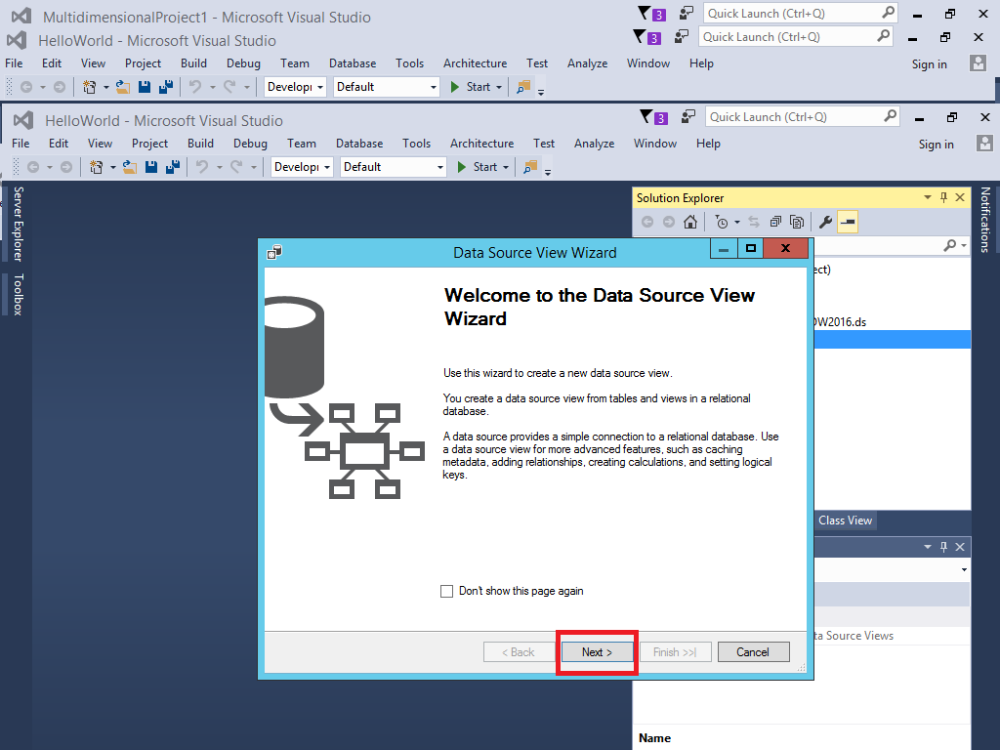 MultidimensionalProject1 - Microsoft Visual Studio
3
Quick Launch (Ctrl+Q)
HelloWorld - Microsoft Visual Studio
3
Quick Launch (Ctrl+Q)
File Edit View Project Build Debug Team Database Tools Architecture Test Analyze Window Help
Sign in
Develop Default Start
HelloWorld - Microsoft Visual Studio
3
Quick Launch (Ctrl+Q)
File Edit View Project Build Debug Team Database Tools Architecture Test Analyze Window Help
Sign in
Develop Default Start
Server Explorer
Toolbox
Solution Explorer
Notifications
ect)
DW2016.ds
Data Source View Wizard
Welcome to the Data Source View
Wizard
Use this wizard to create a new data source view.
You create a data source view from tables and views in a relational
database.
A data source provides a simple connection to a relational database. Use
a data source view for more advanced features, such as caching
metadata, adding relationships, creating calculations, and setting logical
keys.
Don't show this page again
< Back
Next >
Finish >>|
Cancel
Class View
ta Source Views
Name